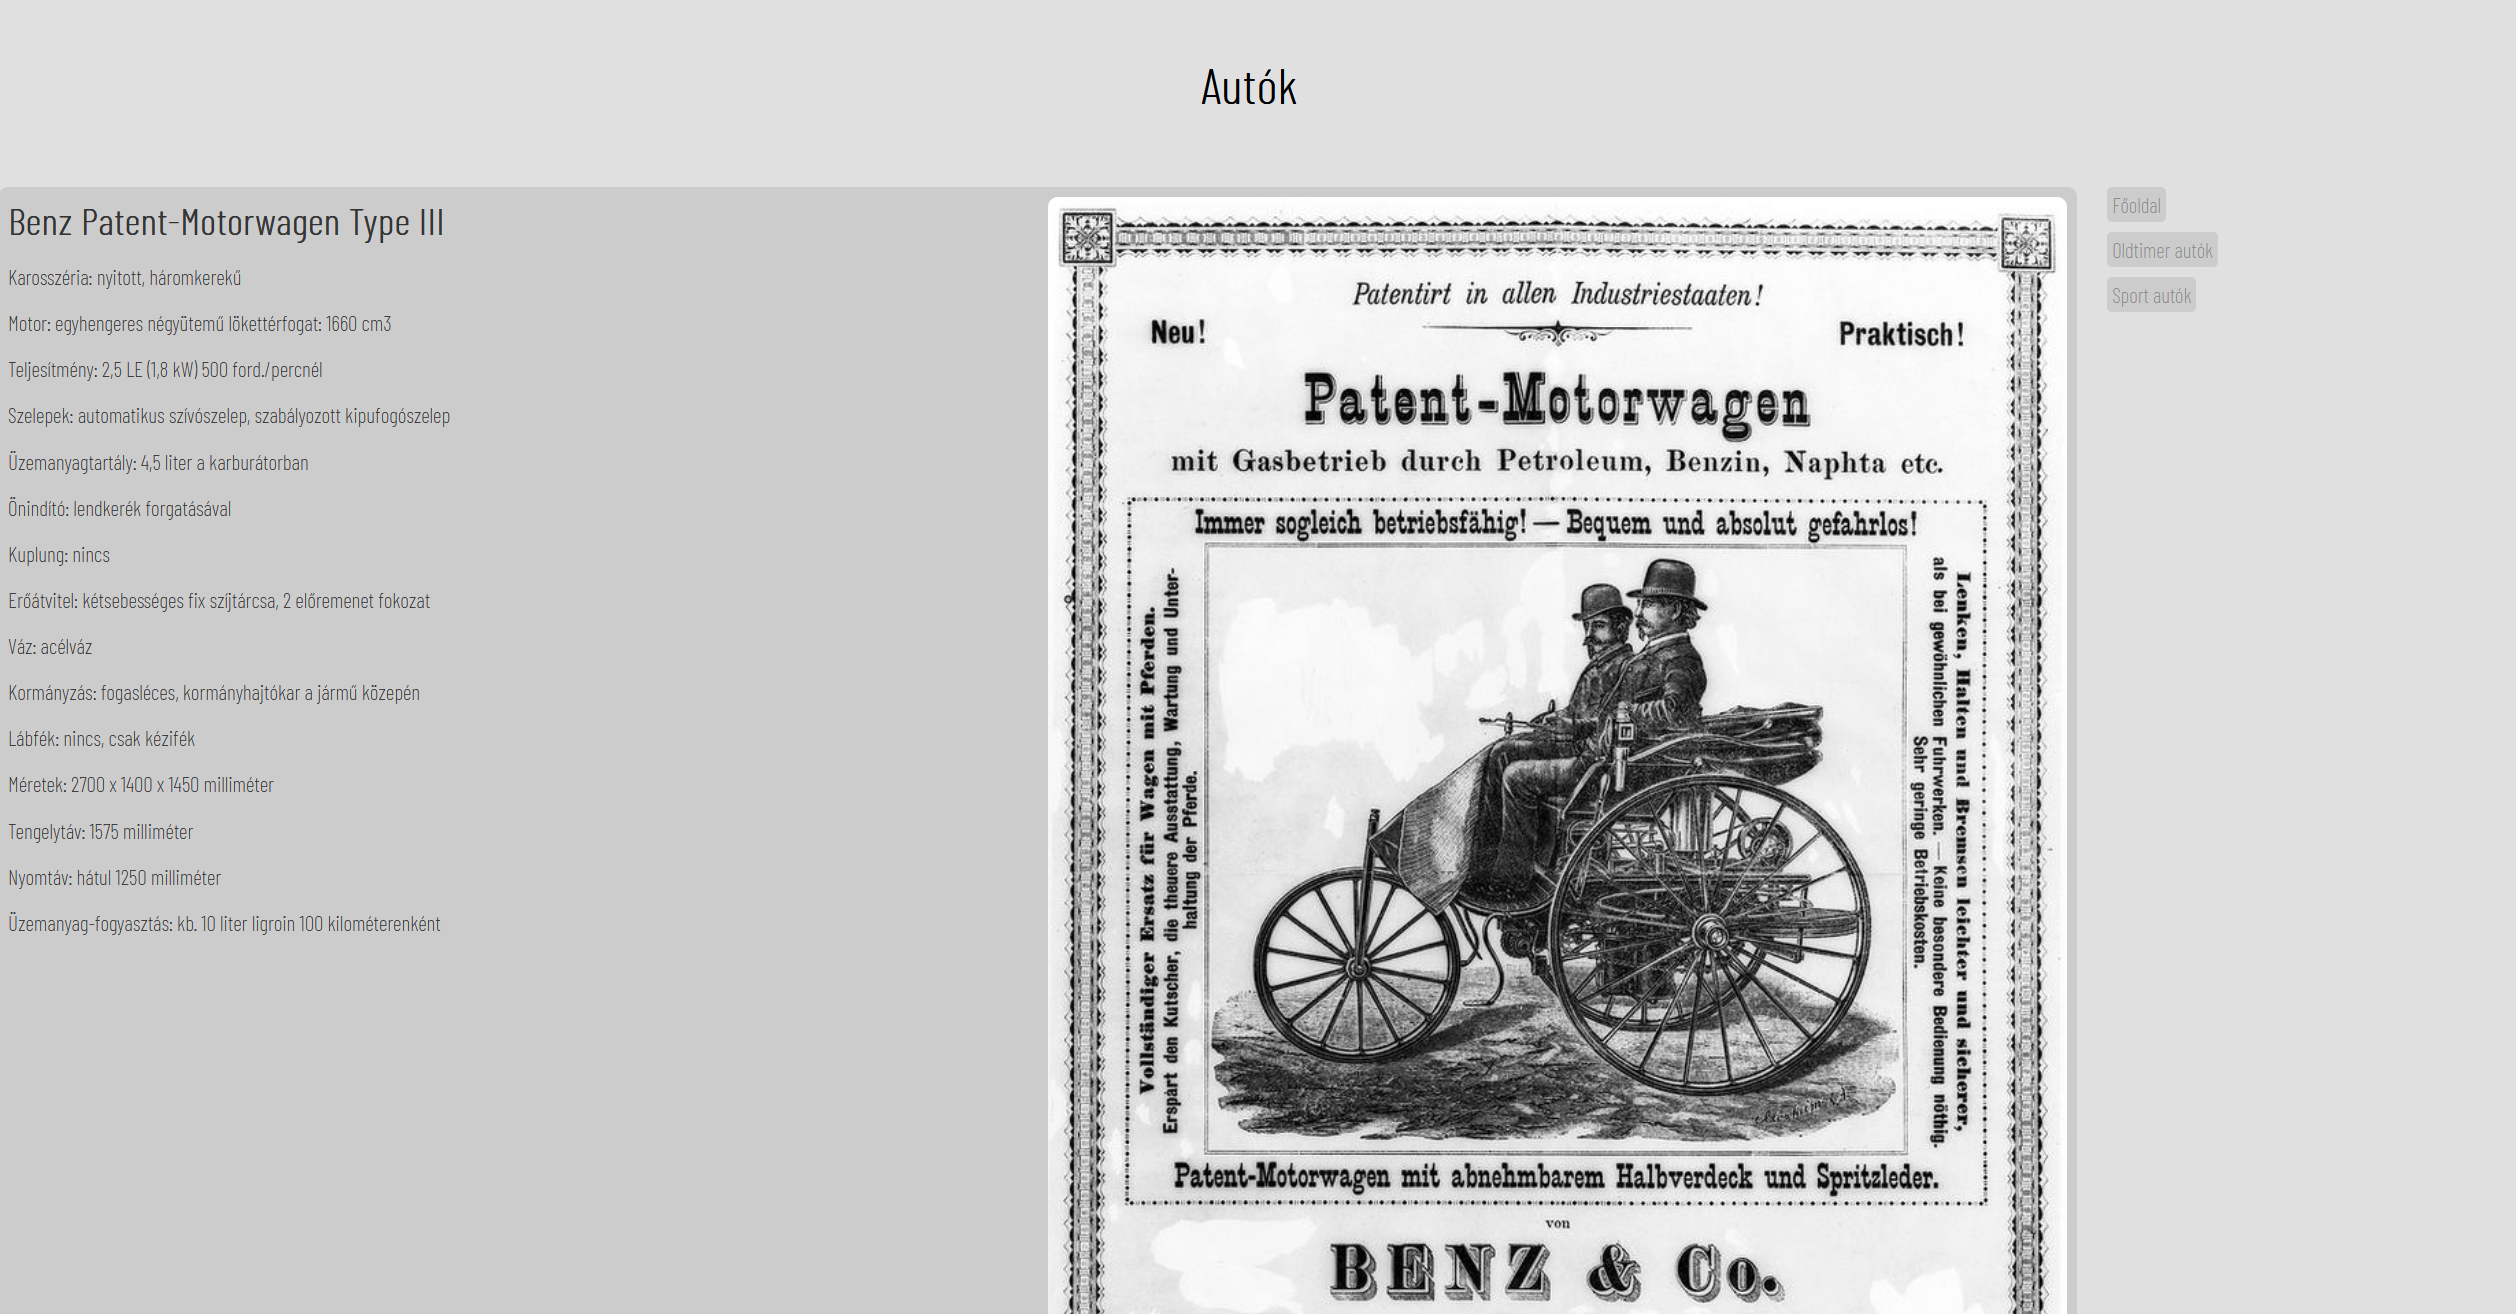 Autók
Benz Patent-Motorwagen Type III
Karosszéria: nyitott, háromkerekű
Motor: egyhengeres négyütemű lökettérfogat: 1660 cm3
Teljesítmény: 2,5 LE (1,8 kW) 500 ford./percnél
Szelepek: automatikus szívószelep, szabályozott kipufogószelep
Üzemanyagtartály: 4,5 liter a karburátorban
Önindító: lendkerék forgatásával
Kuplung: nincs
Erőátvitel: kétsebességes fix szíjtárcsa, 2 előremenet fokozat
Váz: acélváz
Kormányzás: fogasléces, kormányhajtókar a jármű közepén
Lábfék: nincs, csak kézifék
Méretek: 2700 x 1400 x 1450 milliméter
Tengelytáv: 1575 milliméter
Nyomtáv: hátul 1250 milliméter
Üzemanyag-fogyasztás: kb. 10 liter ligroin 100 kilométerenként
Patentirt in allen Industriestaaten!
Neu!
Praktisch!
Patent-Motorwagen
mit Gasbetrieb durch Petroleum, Benzin, Naphta etc.
Immer sogleich betriebsfähig! — Bequem und absolut gefahrlos!
Vollständiger Ersatz für Wagen mit Pferden.
Erspart den Kutscher, die theuere Ausstattung, Wartung und Unter-
haltung der Pferde.
Lenken, Halten und Bremsen leichter und sicherer,
als bei gewöhnlichen Fuhrwerken. — Keine besondere Bedienung nöthig.
Sehr geringe Betriebskosten.
Patent-Motorwagen mit abnehmbarem Halbverdeck und Spritzleder.
von
BENZ & Co.
Főoldal
Oldtimer autók
Sport autók